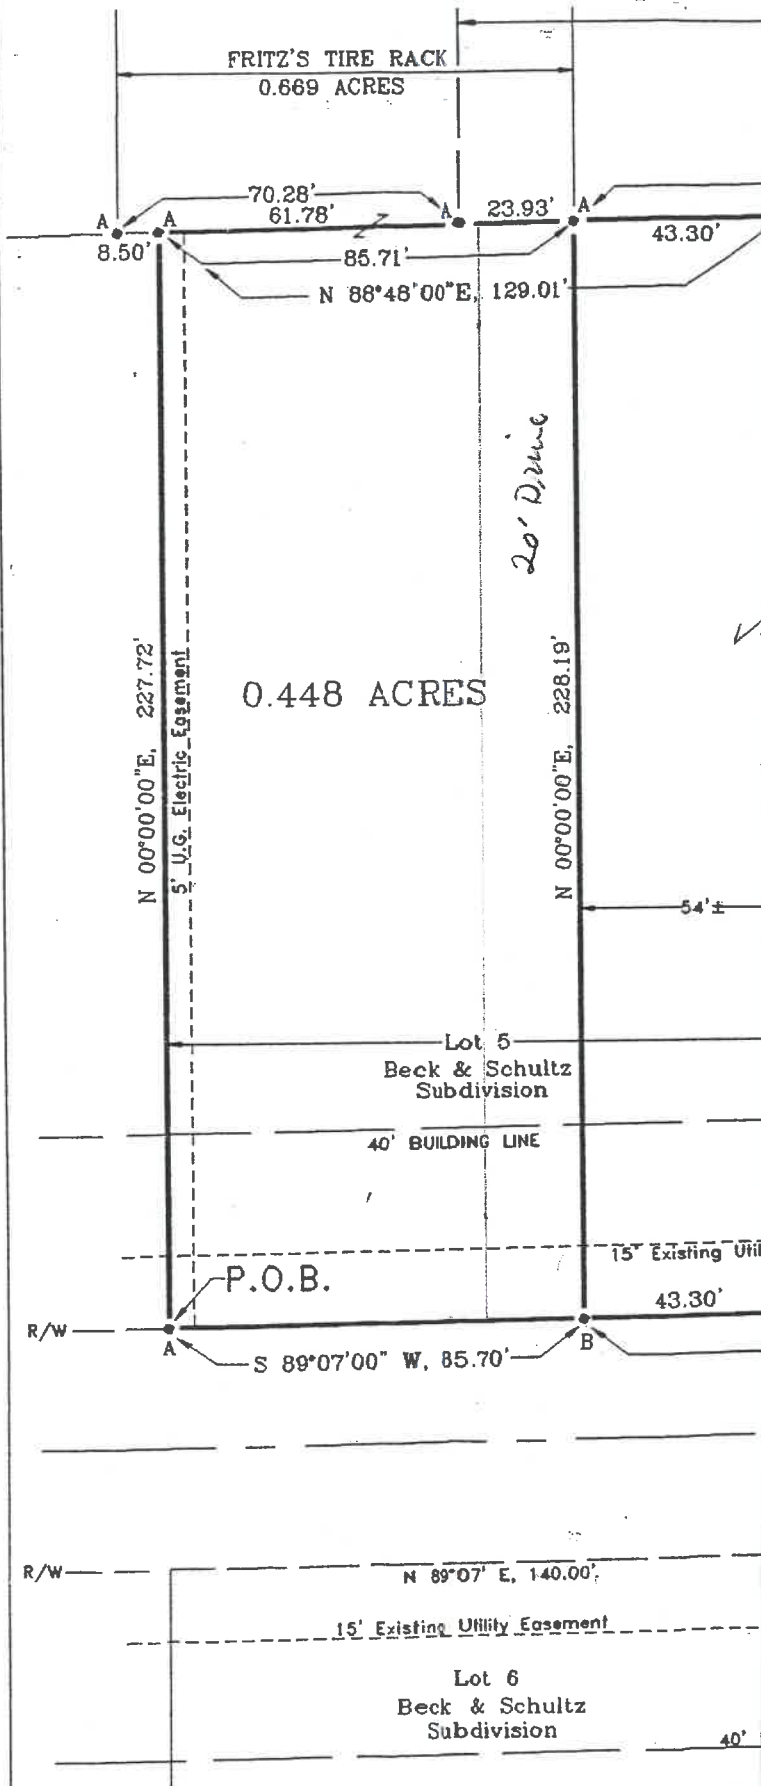 FRITZ'S TIRE RACK
0.669 ACRES
70.28'
A
A
61.78'
A
23.93'
A
8.50'
85.71'
43.30'
N 88°48'00"E, 129.01'
20' Drive
N 00°00'00"E, 227.72'
5' U.G. Electric Easement
0.448 ACRES
N 00°00'00"E, 228.19'
54'±
Lot 5
Beck & Schultz
Subdivision
40' BUILDING LINE
15' Existing Util
P.O.B.
43.30'
R/W
A
S 89°07'00" W, 85.70'
B
R/W
N 89°07' E, 140.00'
15' Existing Utility Easement
Lot 6
Beck & Schultz
Subdivision
40'